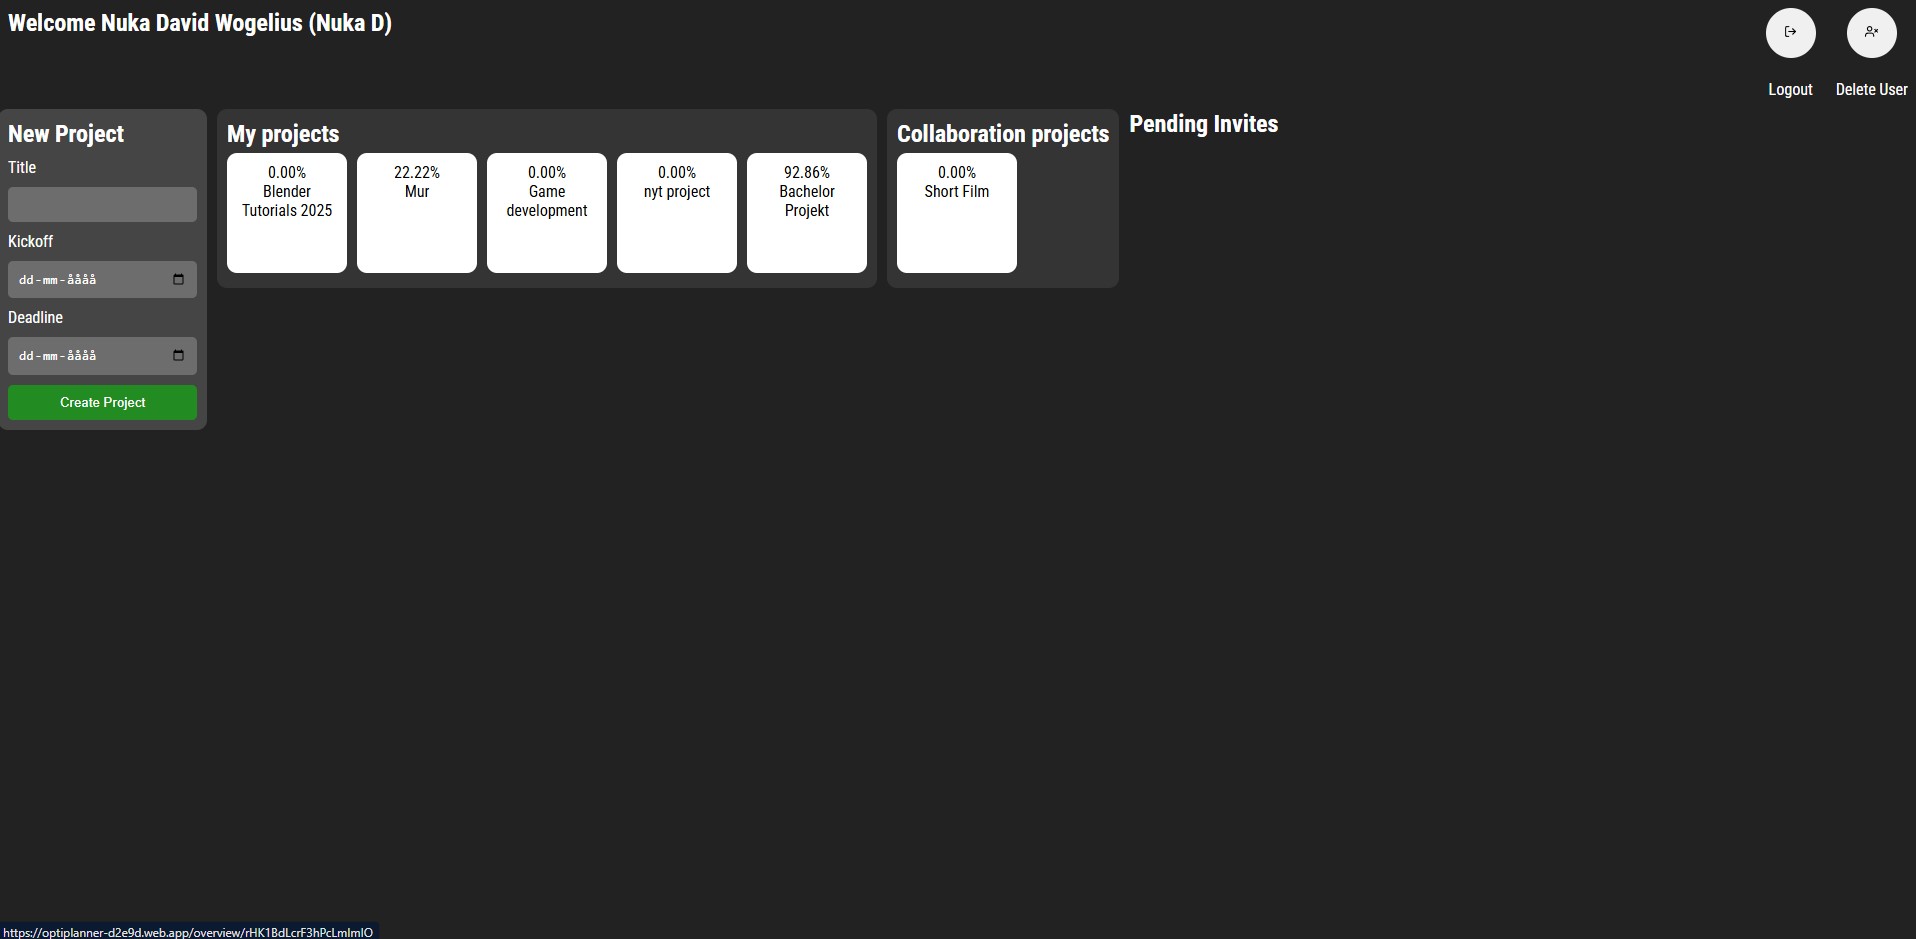 Welcome Nuka David Wogelius (Nuka D)
Logout
Delete User
New Project
Title
Kickoff
dd-mm-åååå
Deadline
dd-mm-åååå
Create Project
My projects
0.00%
Blender
Tutorials 2025
22.22%
Mur
0.00%
Game
development
0.00%
nyt project
92.86%
Bachelor
Projekt
Collaboration projects
0.00%
Short Film
Pending Invites
https://optiplanner-d2e9d.web.app/overview/rHK1BdLcrF3hPcLmImIO